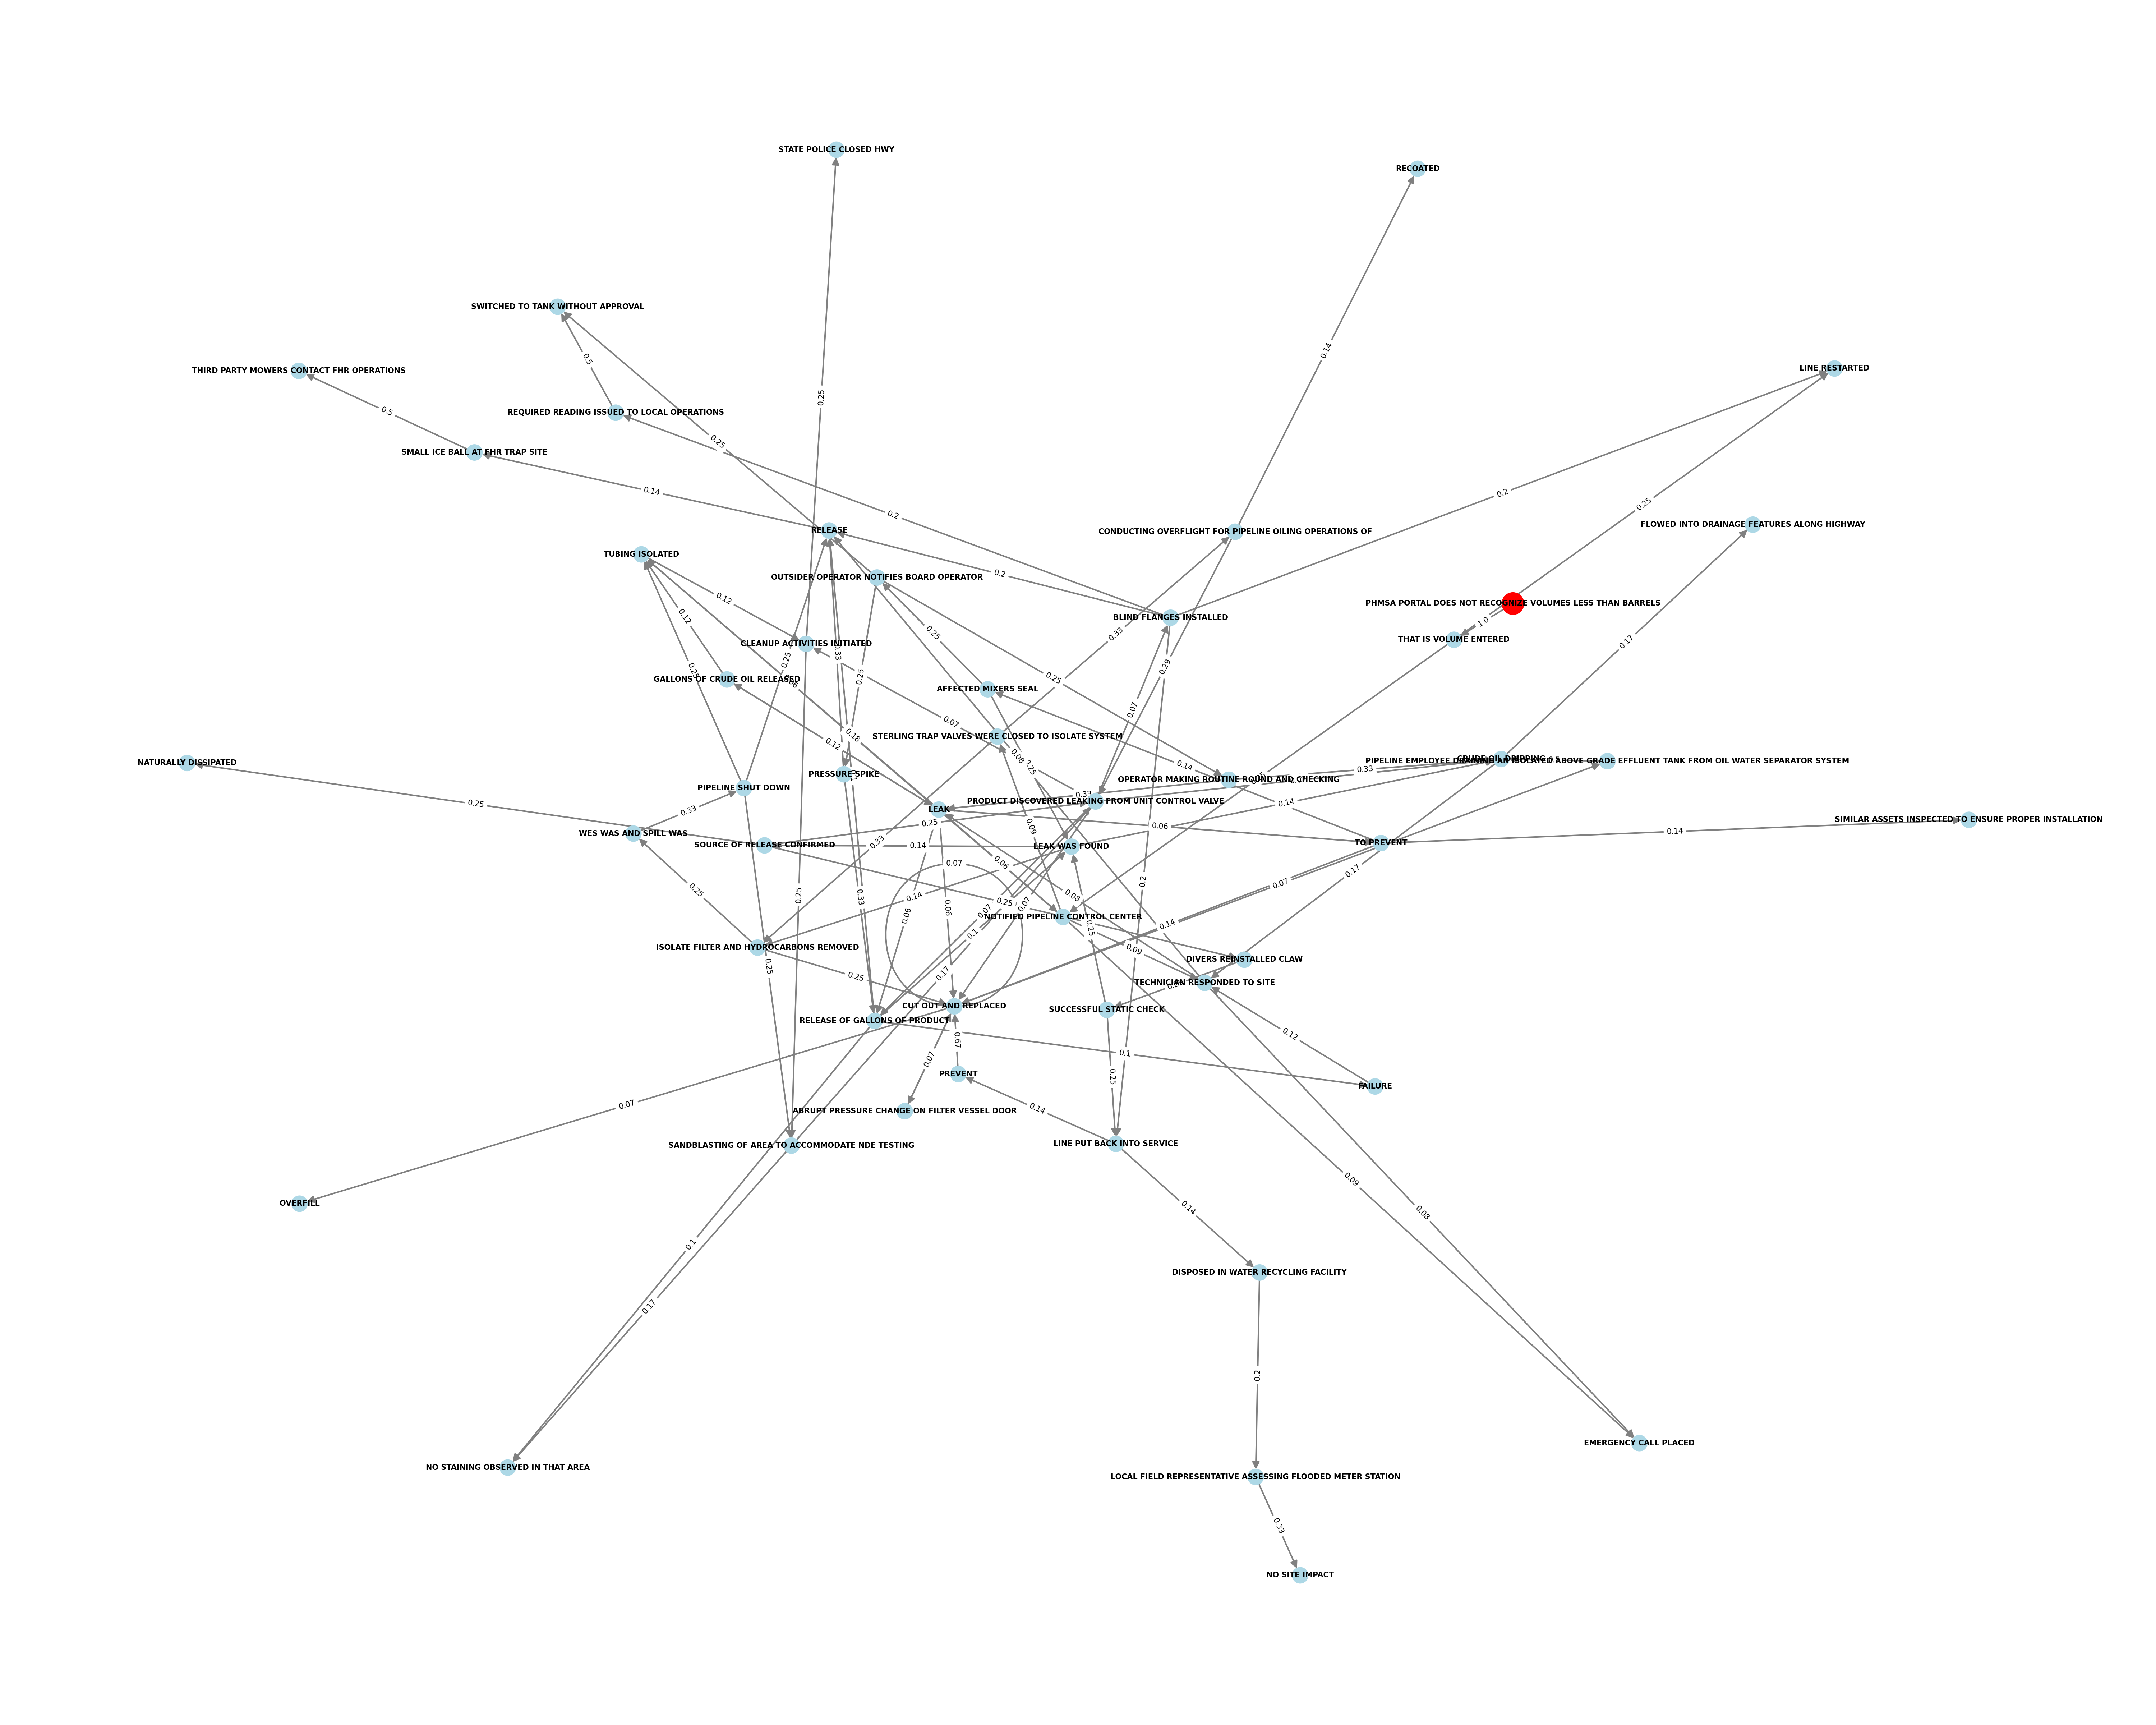 STATE POLICE CLOSED HWY
RECOATED
0.14
SWITCHED TO TANK WITHOUT APPROVAL
0.5
THIRD PARTY MOWERS CONTACT FHR OPERATIONS
LINE RESTARTED
0.25
0.5
REQUIRED READING ISSUED TO LOCAL OPERATIONS
0.25
SMALL ICE BALL AT FHR TRAP SITE
0.14
0.2
0.2
0.25
FLOWED INTO DRAINAGE FEATURES ALONG HIGHWAY
RELEASE
CONDUCTING OVERFLIGHT FOR PIPELINE OILING OPERATIONS OF
TUBING ISOLATED
0.2
OUTSIDER OPERATOR NOTIFIES BOARD OPERATOR
0.12
PHMSA PORTAL DOES NOT RECOGNIZE VOLUMES LESS THAN BARRELS
0.12
BLIND FLANGES INSTALLED
1.0
0.25
0.33
THAT IS VOLUME ENTERED
0.17
CLEANUP ACTIVITIES INITIATED
0.33
0.25
0.29
0.25
0.25
GALLONS OF CRUDE OIL RELEASED
AFFECTED MIXERS SEAL
0.07
0.07
STERLING TRAP VALVES WERE CLOSED TO ISOLATE SYSTEM
0.18
0.12
0.08
NATURALLY DISSIPATED
CRUDE OIL DRIPPING
PIPELINE EMPLOYEE DRAINING AN ISOLATED ABOVE GRADE EFFLUENT TANK FROM OIL WATER SEPARATOR SYSTEM
0.14
0.25
0.33
PRESSURE SPIKE
OPERATOR MAKING ROUTINE ROUND AND CHECKING
PIPELINE SHUT DOWN
0.33
PRODUCT DISCOVERED LEAKING FROM UNIT CONTROL VALVE
0.25
0.14
LEAK
0.33
SIMILAR ASSETS INSPECTED TO ENSURE PROPER INSTALLATION
0.25
0.09
0.06
WES WAS AND SPILL WAS
0.14
SOURCE OF RELEASE CONFIRMED
0.14
LEAK WAS FOUND
TO PREVENT
0.33
0.07
0.06
0.17
0.25
0.25
0.14
0.33
0.08
0.2
0.07
0.25
0.06
0.06
0.07
0.07
NOTIFIED PIPELINE CONTROL CENTER
0.14
0.25
0.1
ISOLATE FILTER AND HYDROCARBONS REMOVED
0.09
DIVERS REINSTALLED CLAW
0.25
0.25
0.17
TECHNICIAN RESPONDED TO SITE
CUT OUT AND REPLACED
SUCCESSFUL STATIC CHECK
RELEASE OF GALLONS OF PRODUCT
0.12
0.67
0.1
0.07
PREVENT
0.25
FAILURE
0.07
ABRUPT PRESSURE CHANGE ON FILTER VESSEL DOOR
0.14
SANDBLASTING OF AREA TO ACCOMMODATE NDE TESTING
LINE PUT BACK INTO SERVICE
0.09
OVERFILL
0.14
0.08
0.1
DISPOSED IN WATER RECYCLING FACILITY
0.17
0.2
EMERGENCY CALL PLACED
NO STAINING OBSERVED IN THAT AREA
LOCAL FIELD REPRESENTATIVE ASSESSING FLOODED METER STATION
0.33
NO SITE IMPACT